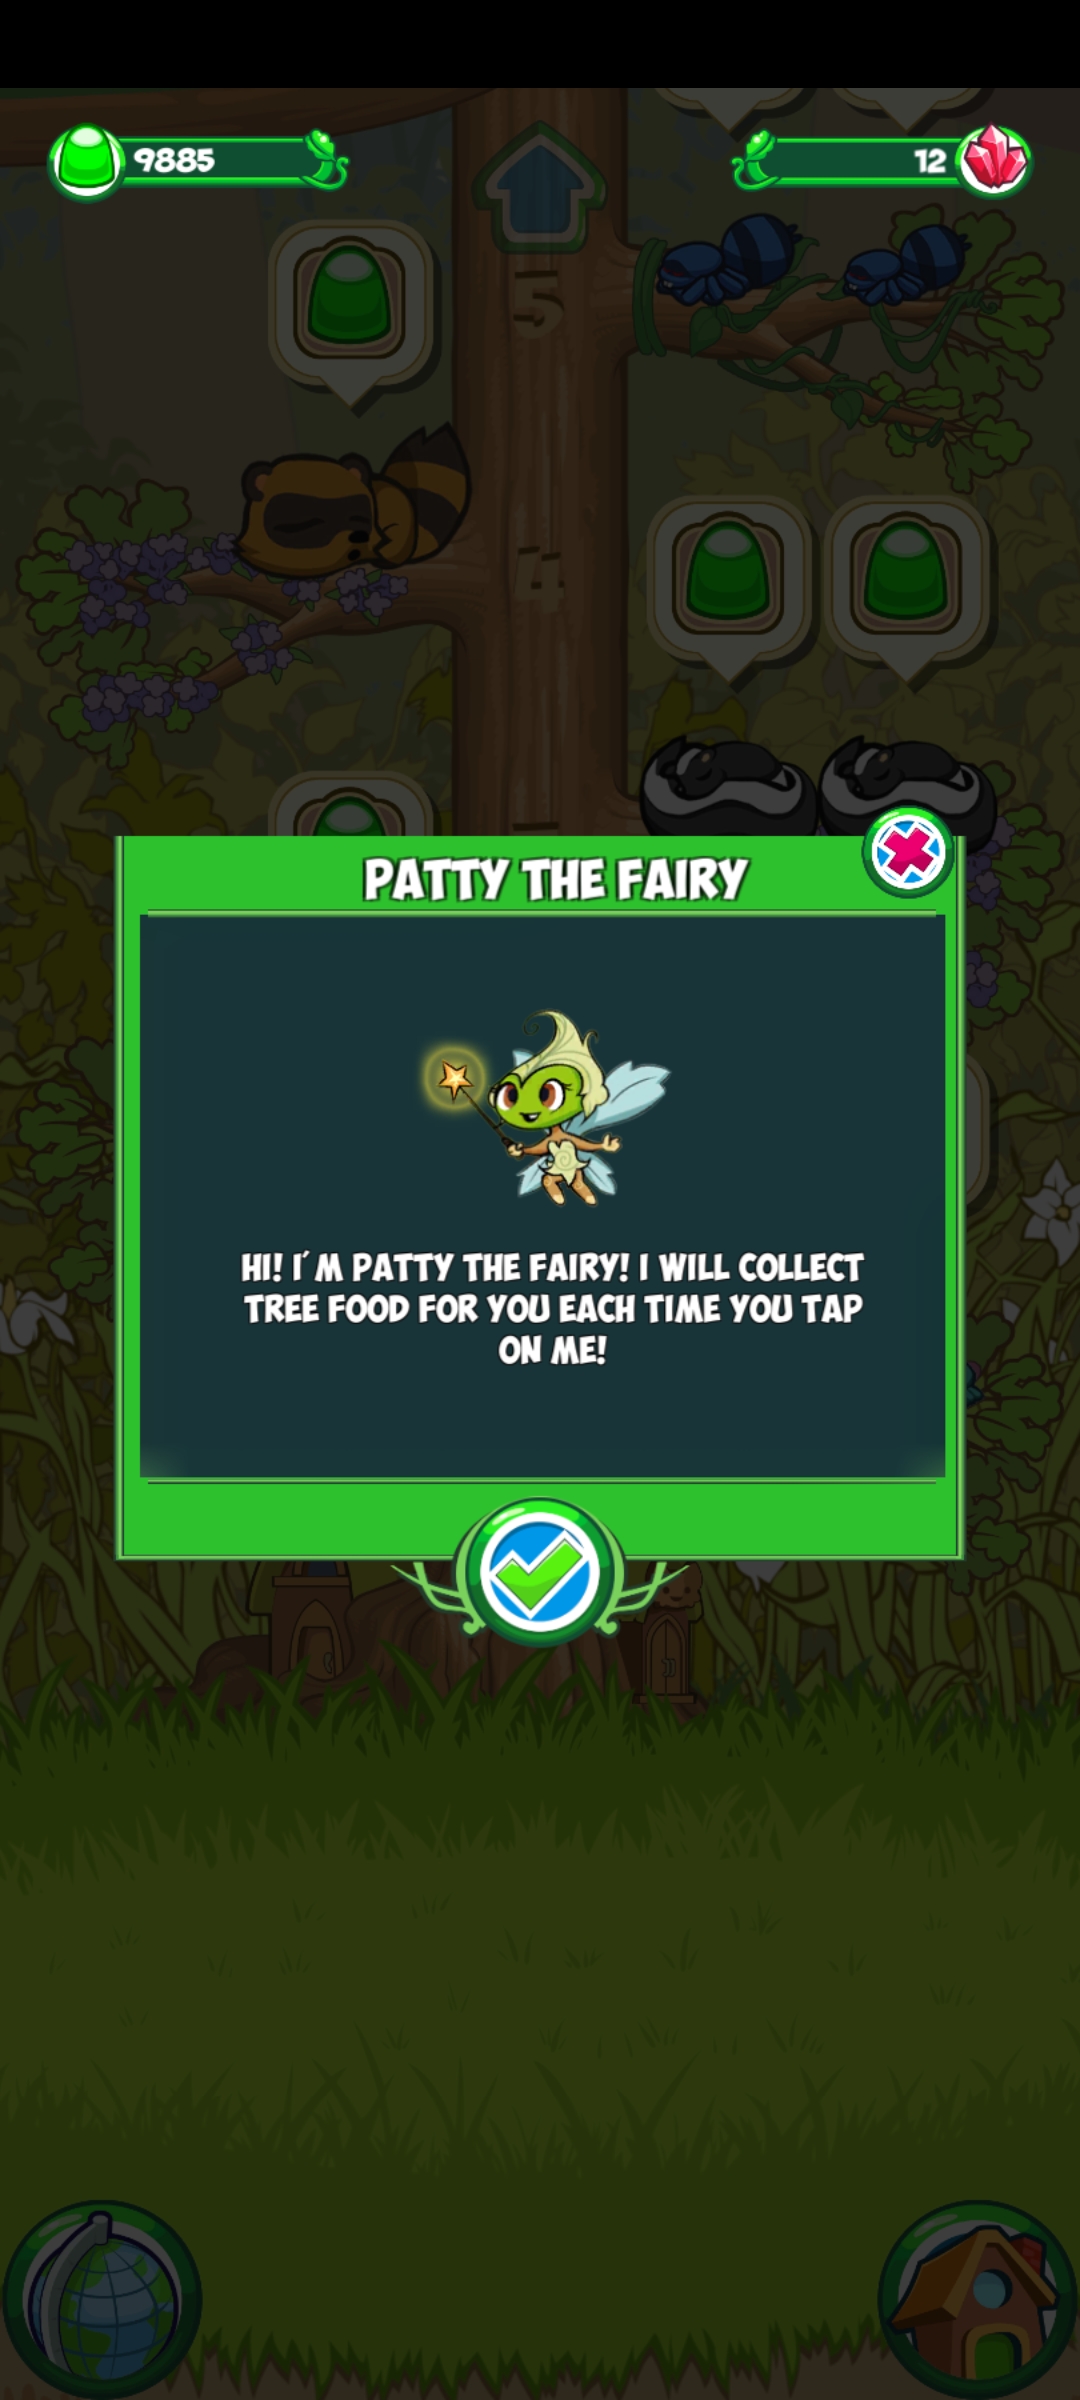 9885
12
5
4
PATTY THE FAIRY
HI! I´M PATTY THE FAIRY! I WILL COLLECT
TREE FOOD FOR YOU EACH TIME YOU TAP
ON ME!